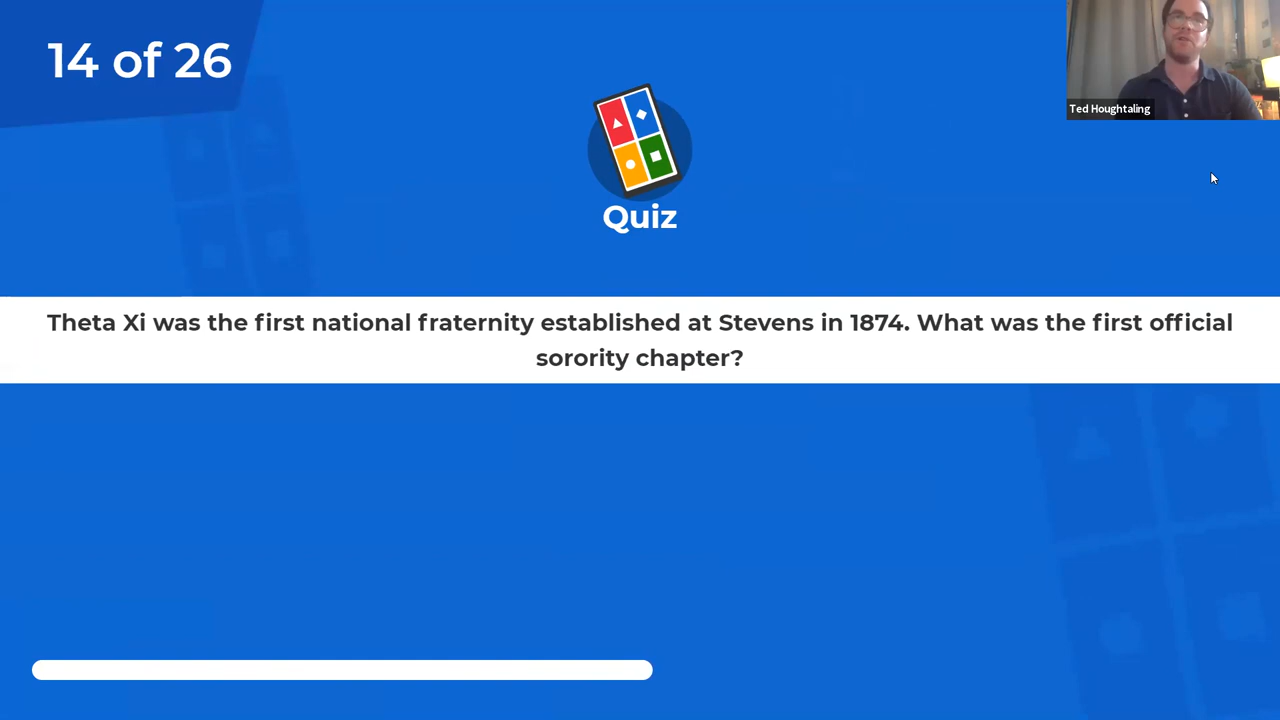 14 of 26
Ted Houghtaling
Quiz
Theta Xi was the first national fraternity established at Stevens in 1874. What was the first official
sorority chapter?